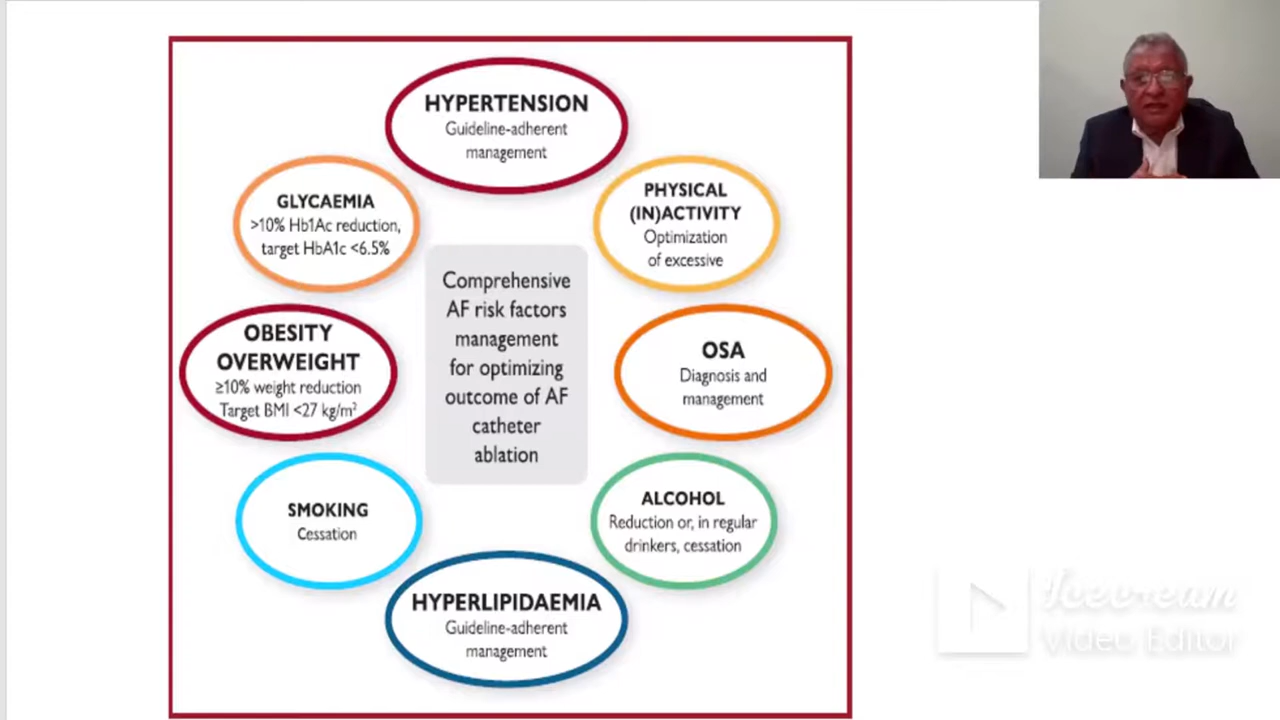 HYPERTENSION
Guideline-adherent
management
GLYCAEMIA
>10% Hb1Ac reduction,
target HbA1c <6.5%
PHYSICAL
(IN)ACTIVITY
Optimization
of excessive
OBESITY
OVERWEIGHT
≥10% weight reduction
Target BMI <27 kg/m²
Comprehensive
AF risk factors
management
for optimizing
outcome of AF
catheter
ablation
OSA
Diagnosis and
management
SMOKING
Cessation
ALCOHOL
Reduction or, in regular
drinkers, cessation
HYPERLIPIDAEMIA
Guideline-adherent
management
Icecream
Video Editor